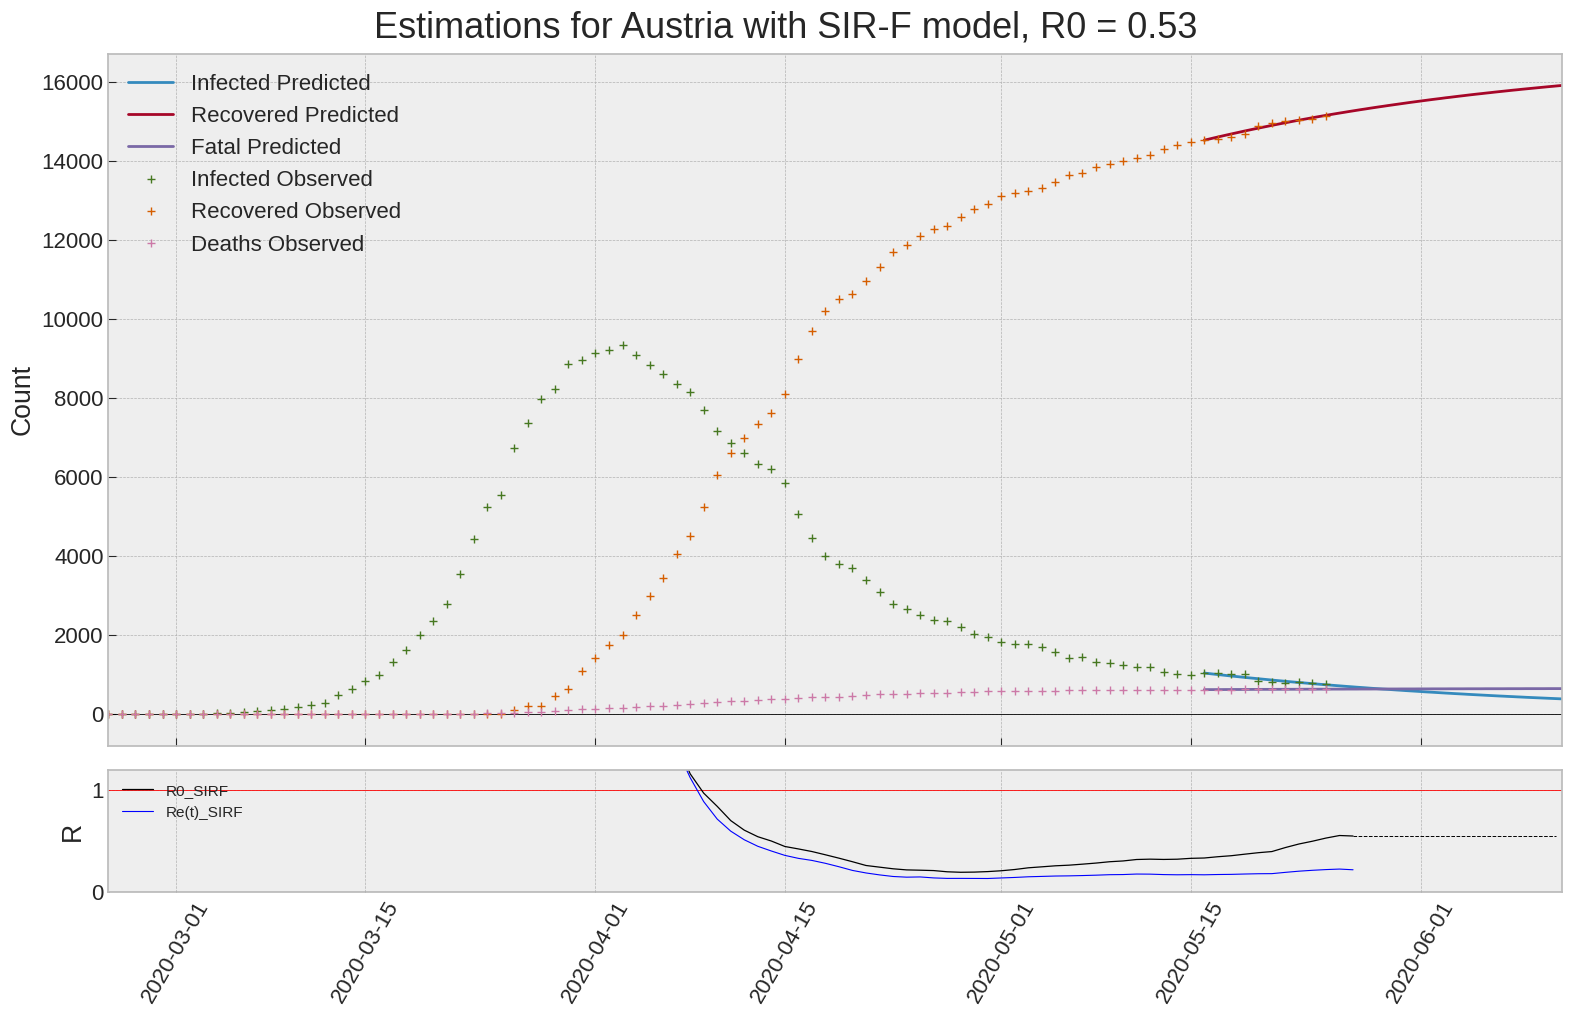 Estimations for Austria with SIR-F model, R0 = 0.53
Infected Predicted
Recovered Predicted
Fatal Predicted
Infected Observed
Recovered Observed
Deaths Observed
16000
14000
12000
10000
8000
6000
4000
2000
0
Count
R0_SIRF
Re(t)_SIRF
1
0
R
2020-03-01
2020-03-15
2020-04-01
2020-04-15
2020-05-01
2020-05-15
2020-06-01